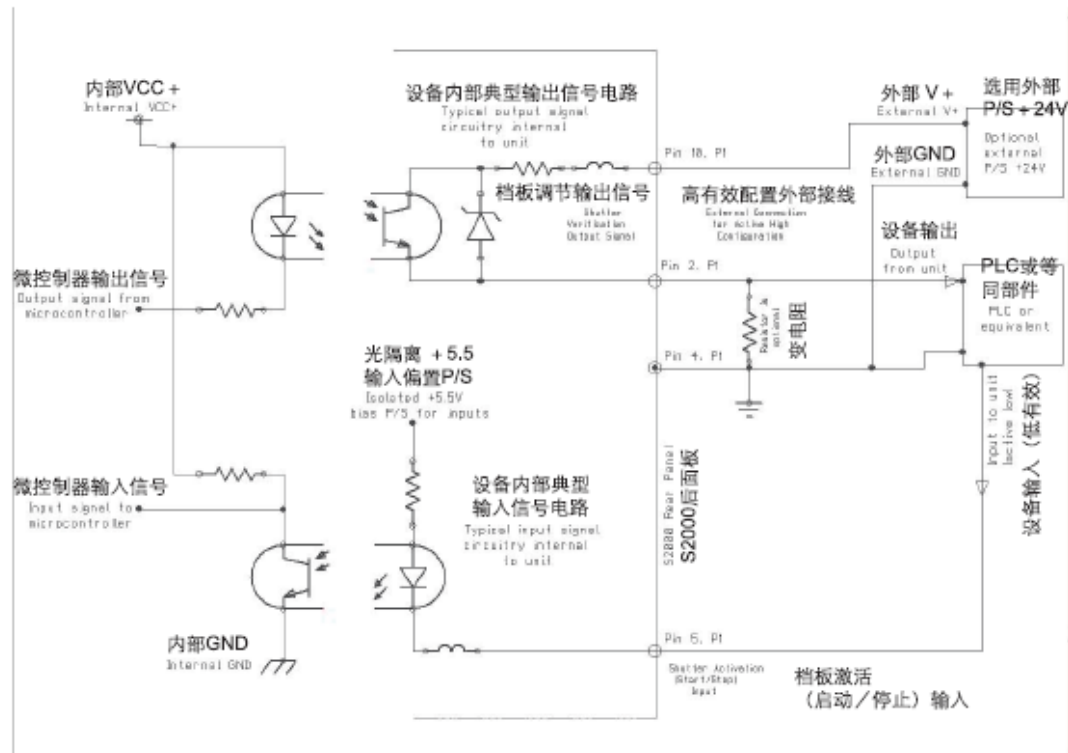 内部VCC +
Internal VCC+
设备内部典型输出信号电路
Typical output signal
circuitry internal
to unit
外部 V +
External V+
选用外部
P/S + 24V
Optional
external
P/S +24V
Pin 10. P1
外部GND
External GND
档板调节输出信号
Shutter
Verification
Output Signal
高有效配置外部接线
External Connection
for Active High
Configuration
设备输出
Output
from unit
微控制器输出信号
Output signal from
microcontroller
Pin 2. P1
PLC或等
同部件
PLC or
equivalent
Resistor is
optional
变电阻
光隔离 + 5.5
输入偏置P/S
Isolated +5.5V
bias P/S for inputs
Pin 4. P1
Input to unit
(active low)
设备输入（低有效）
S2000 Rear Panel
S2000后面板
微控制器输入信号
Input signal to
microcontroller
设备内部典型
输入信号电路
Typical input signal
circuitry internal
to unit
内部GND
Internal GND
Pin 5. P1
Shutter Activation
(Start/Stop)
Input
档板激活
（启动／停止）输入